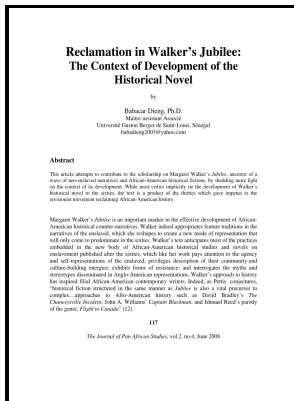 Reclamation in Walker's Jubilee:
The Context of Development of the
Historical Novel
by
Babacar Dieng, Ph.D.
Maitre-assistant Associé
Université Gaston Berger de Saint-Louis, Sénégal
babadieng2003@yahoo.com
Abstract
This article attempts to contribute to the scholarship on Margaret Walker's Jubilee, ancestor of a
wave of neo-enslaved narratives and African-American historical fictions, by shedding more light
on the context of its development. While most critics implicitly tie the development of Walker's
historical novel to the sixties, the text is a product of the thirties which gave impetus to the
revisionist movement reclaiming African-American history.
Margaret Walker's Jubilee is an important marker in the effective development of African-
American historical counter-narratives. Walker indeed appropriates feature traditions in the
narratives of the enslaved, which she reshapes to create a new mode of representation that
will only come to predominate in the sixties. Walker's text anticipates most of the practices
embedded in the new body of African-American historical studies and novels on
enslavement published after the sixties, which like her work pays attention to the agency
and self-representations of the enslaved; privileges description of their community-and
culture-building energies; exhibits forms of resistance; and interrogates the myths and
stereotypes disseminated in Anglo-American representations. Walker's approach to history
has inspired filial African-American contemporary writers. Indeed, as Pettis conjectures,
"historical fiction structured in the same manner as Jubilee is also a vital precursor to
complex…approaches to Afro-American history such as David Bradley's The
Chaneysville Incident, John A. Williams' Captain Blackman, and Ishmael Reed's parody
of the genre, Flight to Canada" (12).
117
The Journal of Pan African Studies, vol.2, no.4, June 2008